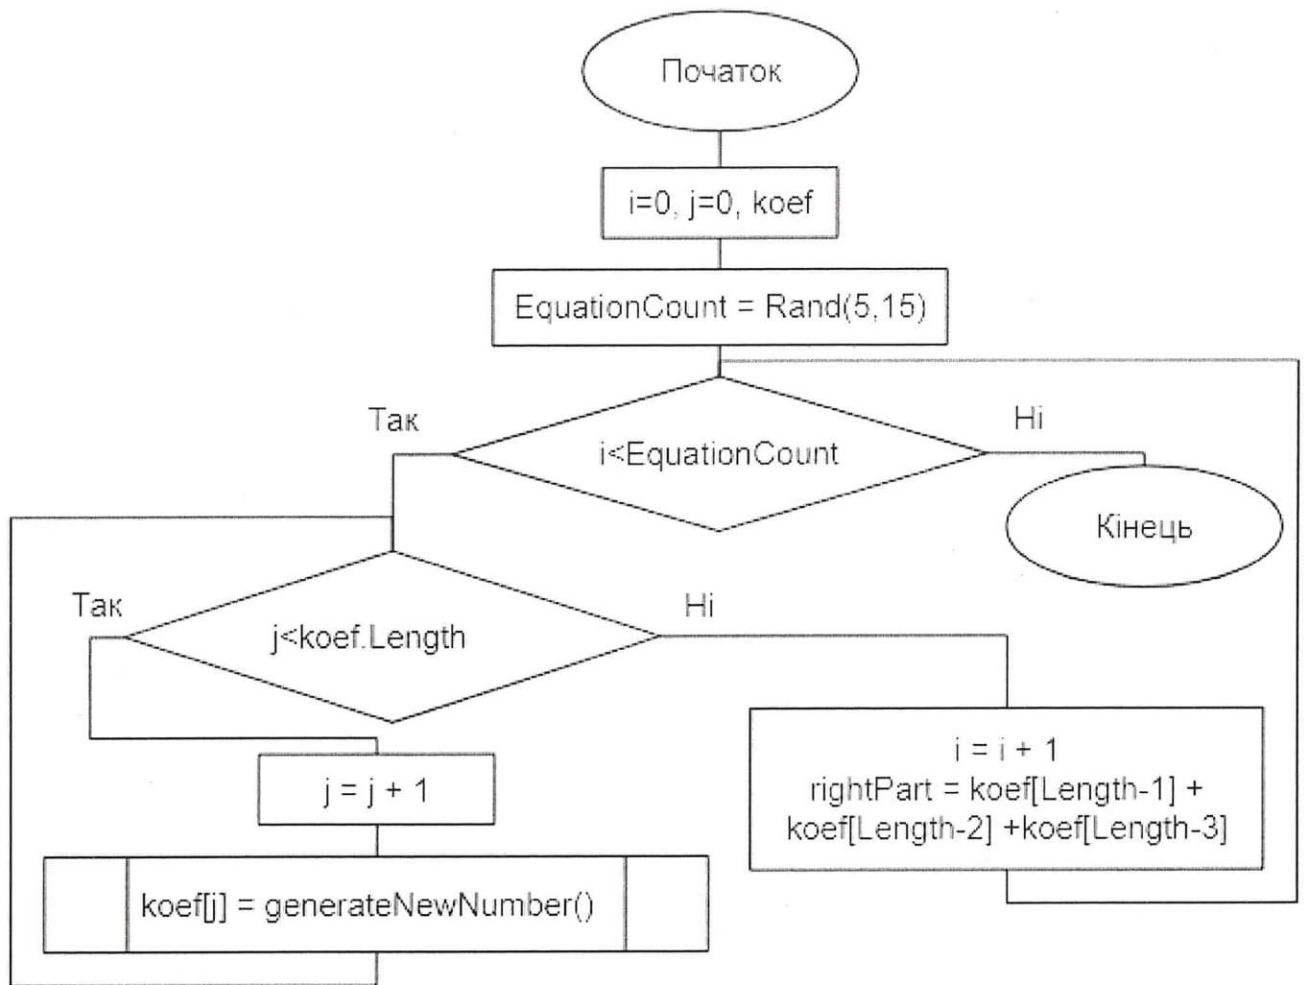 Початок
i=0, j=0, koef
EquationCount = Rand(5,15)
Так
Ні
i<EquationCount
Кінець
Так
Ні
j<koef.Length
j = j + 1
i = i + 1
rightPart = koef[Length-1] +
koef[Length-2] +koef[Length-3]
koef[j] = generateNewNumber()